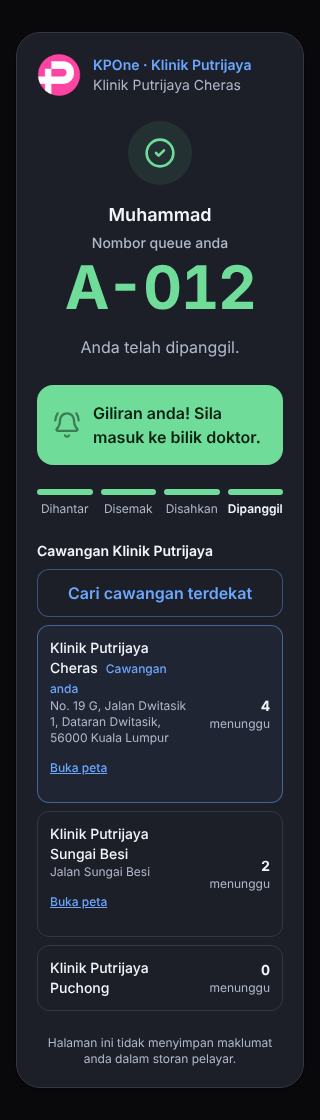 KPOne · Klinik Putrijaya
Klinik Putrijaya Cheras
Muhammad
Nombor queue anda
A-012
Anda telah dipanggil.
Giliran anda! Sila
masuk ke bilik doktor.
Dihantar
Disemak
Disahkan
Dipanggil
Cawangan Klinik Putrijaya
Cari cawangan terdekat
Klinik Putrijaya
Cheras Cawangan
anda
No. 19 G, Jalan Dwitasik
1, Dataran Dwitasik,
56000 Kuala Lumpur
4
menunggu
Buka peta
Klinik Putrijaya
Sungai Besi
Jalan Sungai Besi
2
menunggu
Buka peta
Klinik Putrijaya
Puchong
0
menunggu
Halaman ini tidak menyimpan maklumat
anda dalam storan pelayar.